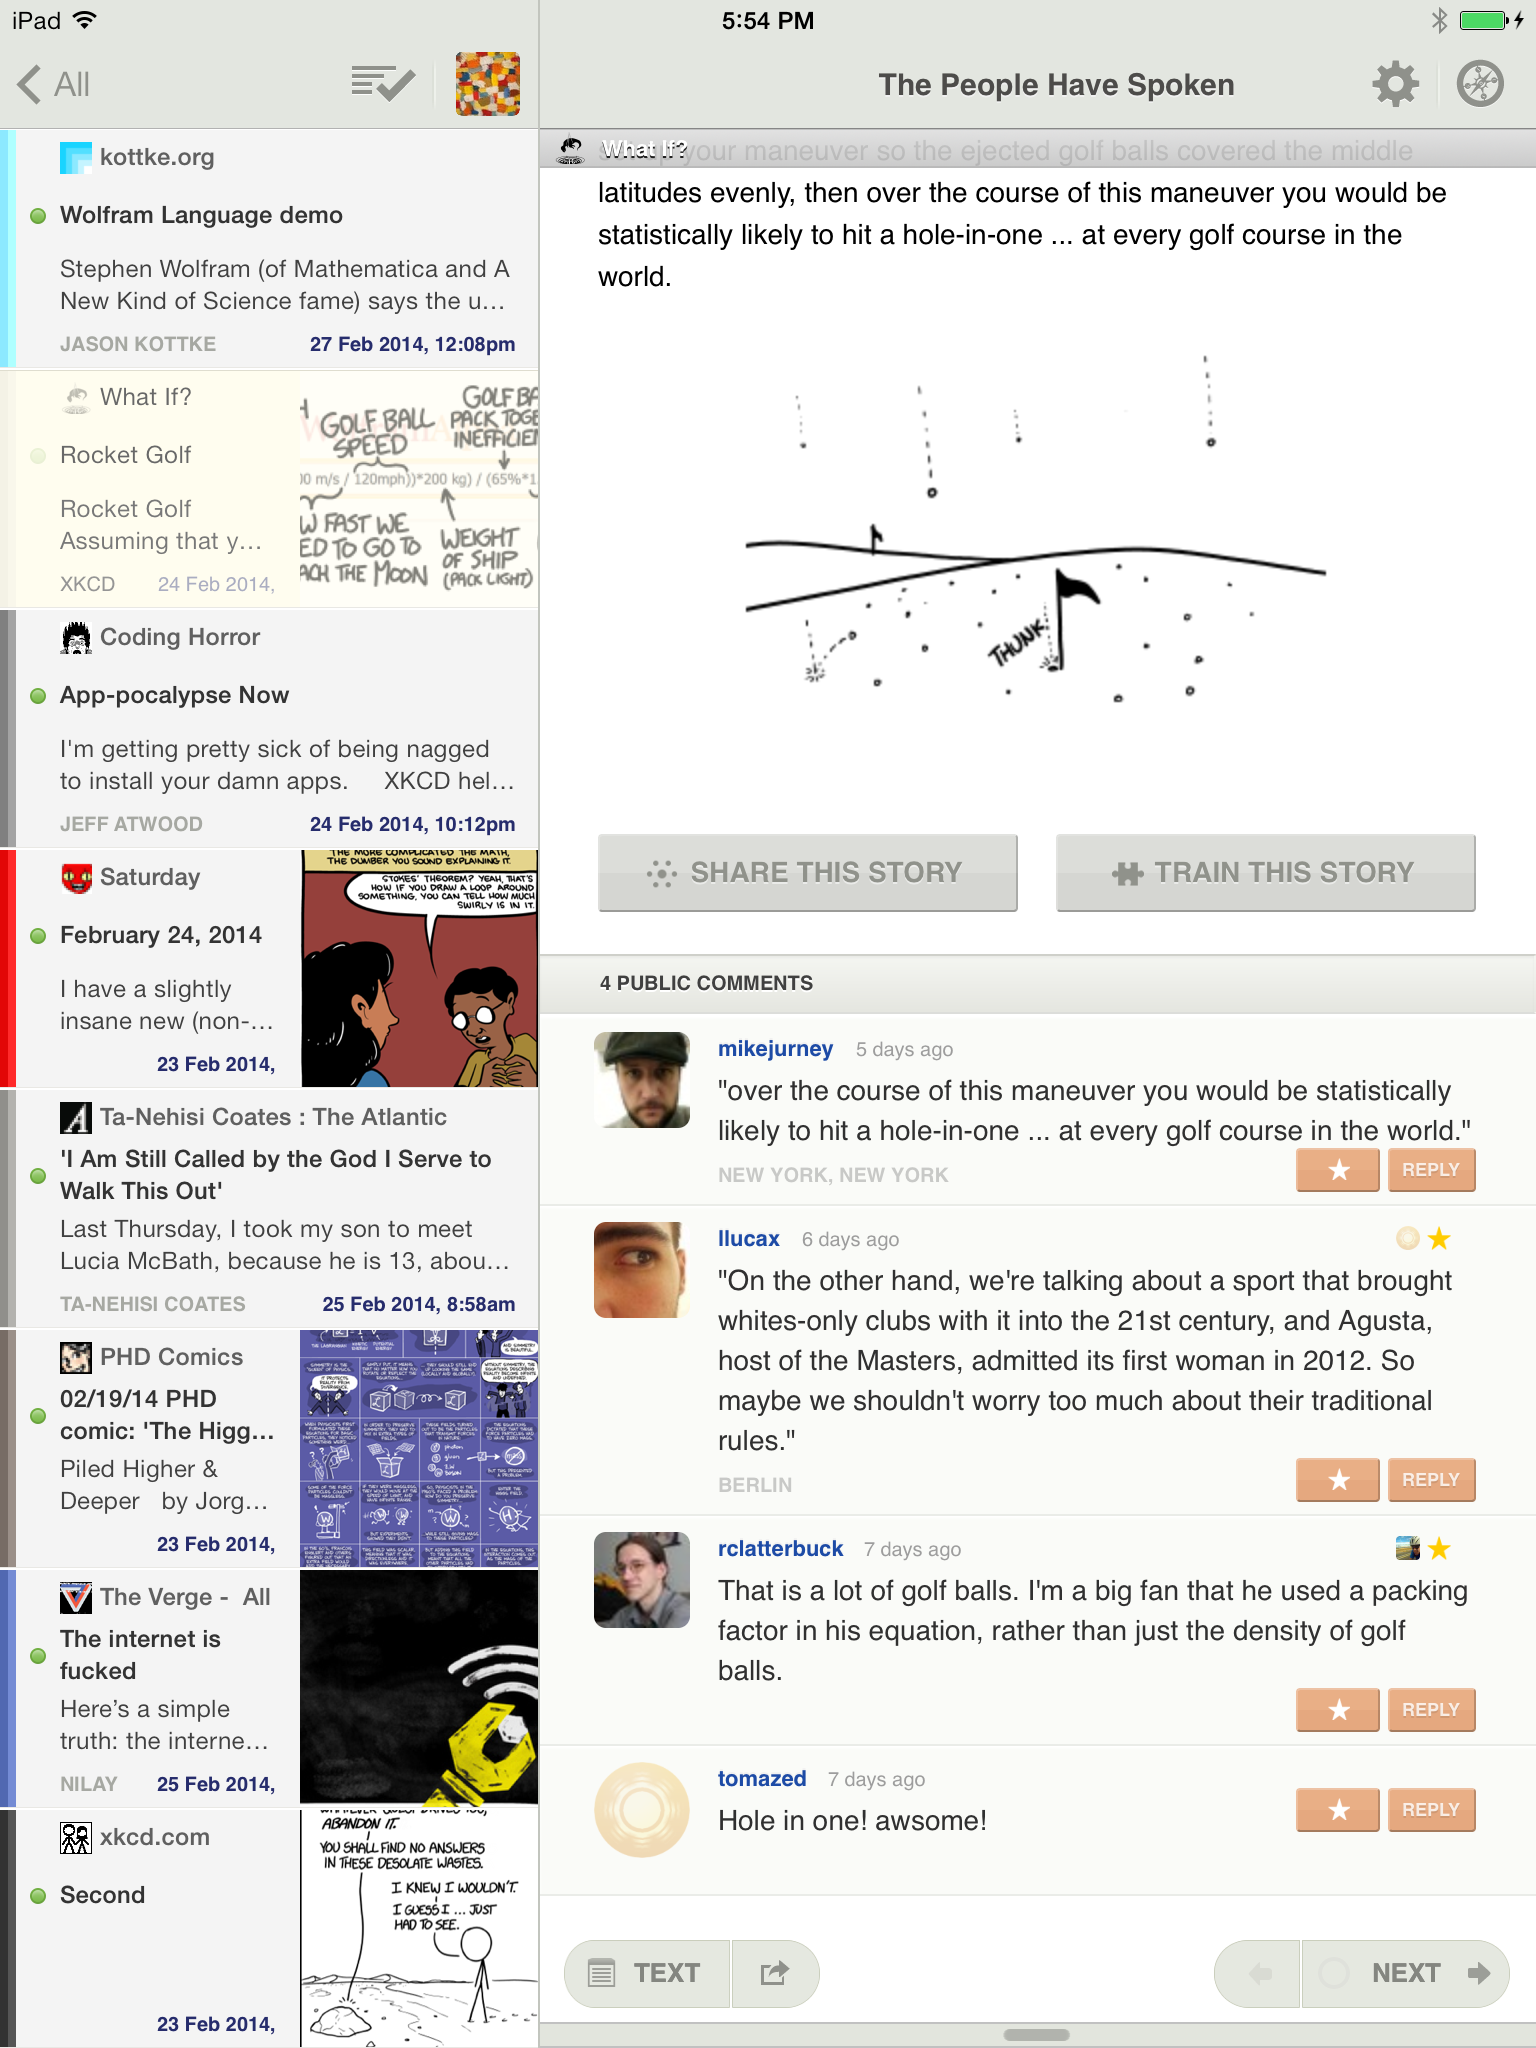 iPad
5:54 PM
All
The People Have Spoken
kottke.org
Wolfram Language demo
Stephen Wolfram (of Mathematica and A
New Kind of Science fame) says the u...
JASON KOTTKE
27 Feb 2014, 12:08pm
What If?
Rocket Golf
Rocket Golf
Assuming that y...
XKCD
24 Feb 2014,
GOLF BALL
SPEED
GOLF BA
PACK TOGE
INEFFICIEN
00 m/s / 120mph))*200 kg) / (65%*1
W FAST WE
ED TO GO TO
ACH THE MOON
WEIGHT
OF SHIP
(PACK LIGHT)
Coding Horror
App-pocalypse Now
I'm getting pretty sick of being nagged
to install your damn apps. XKCD hel...
JEFF ATWOOD
24 Feb 2014, 10:12pm
Saturday
February 24, 2014
I have a slightly
insane new (non-...
23 Feb 2014,
THE MORE COMPLICATED THE MATH,
THE DUMBER YOU SOUND EXPLAINING IT.
STOKES' THEOREM? YEAH, THAT'S
HOW IF YOU DRAW A LOOP AROUND
SOMETHING, YOU CAN TELL HOW MUCH
SWIRLY IS IN IT.
Ta-Nehisi Coates : The Atlantic
'I Am Still Called by the God I Serve to
Walk This Out'
Last Thursday, I took my son to meet
Lucia McBath, because he is 13, abou...
TA-NEHISI COATES
25 Feb 2014, 8:58am
PHD Comics
02/19/14 PHD
comic: 'The Higg...
Piled Higher &
Deeper by Jorg...
23 Feb 2014,
The Verge - All
The internet is
fucked
Here's a simple
truth: the interne...
NILAY
25 Feb 2014,
xkcd.com
Second
23 Feb 2014,
ABANDON IT.
YOU SHALL FIND NO ANSWERS
IN THESE DESOLATE WASTES.
I KNEW I WOULDN'T.
I GUESS I ... JUST
HAD TO SEE.
What If?
your maneuver so the ejected golf balls covered the middle
latitudes evenly, then over the course of this maneuver you would be
statistically likely to hit a hole-in-one ... at every golf course in the
world.
THUNK
SHARE THIS STORY
TRAIN THIS STORY
4 PUBLIC COMMENTS
mikejurney 5 days ago
"over the course of this maneuver you would be statistically
likely to hit a hole-in-one ... at every golf course in the world."
NEW YORK, NEW YORK
REPLY
llucax 6 days ago
"On the other hand, we're talking about a sport that brought
whites-only clubs with it into the 21st century, and Agusta,
host of the Masters, admitted its first woman in 2012. So
maybe we shouldn't worry too much about their traditional
rules."
BERLIN
REPLY
rclatterbuck 7 days ago
That is a lot of golf balls. I'm a big fan that he used a packing
factor in his equation, rather than just the density of golf
balls.
REPLY
tomazed 7 days ago
Hole in one! awsome!
REPLY
TEXT
NEXT